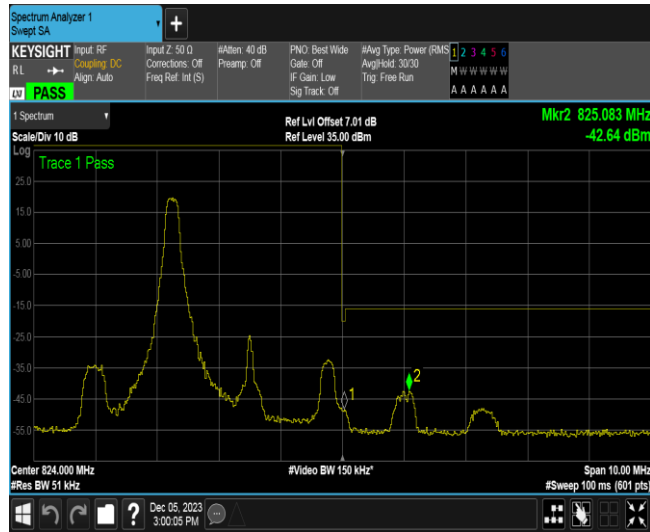 Spectrum Analyzer 1
Swept SA
+
KEYSIGHT
RL
LXI PASS
Input: RF
Coupling: DC
Align: Auto
Input Z: 50 Ω
Corrections: Off
Freq Ref: Int (S)
#Atten: 40 dB
Preamp: Off
PNO: Best Wide
Gate: Off
IF Gain: Low
Sig Track: Off
#Avg Type: Power (RMS
Avg|Hold: 30/30
Trig: Free Run
1 2 3 4 5 6
M W W W W W
A A A A A A
1 Spectrum
Scale/Div 10 dB
Ref Lvl Offset 7.01 dB
Ref Level 35.00 dBm
Mkr2 825.083 MHz
-42.64 dBm
Log
Trace 1 Pass
25.0
15.0
5.00
-5.00
-15.0
-25.0
-35.0
-45.0
-55.0
1
2
Center 824.000 MHz
#Res BW 51 kHz
#Video BW 150 kHz*
Span 10.00 MHz
#Sweep 100 ms (601 pts)
?
Dec 05, 2023
3:00:05 PM